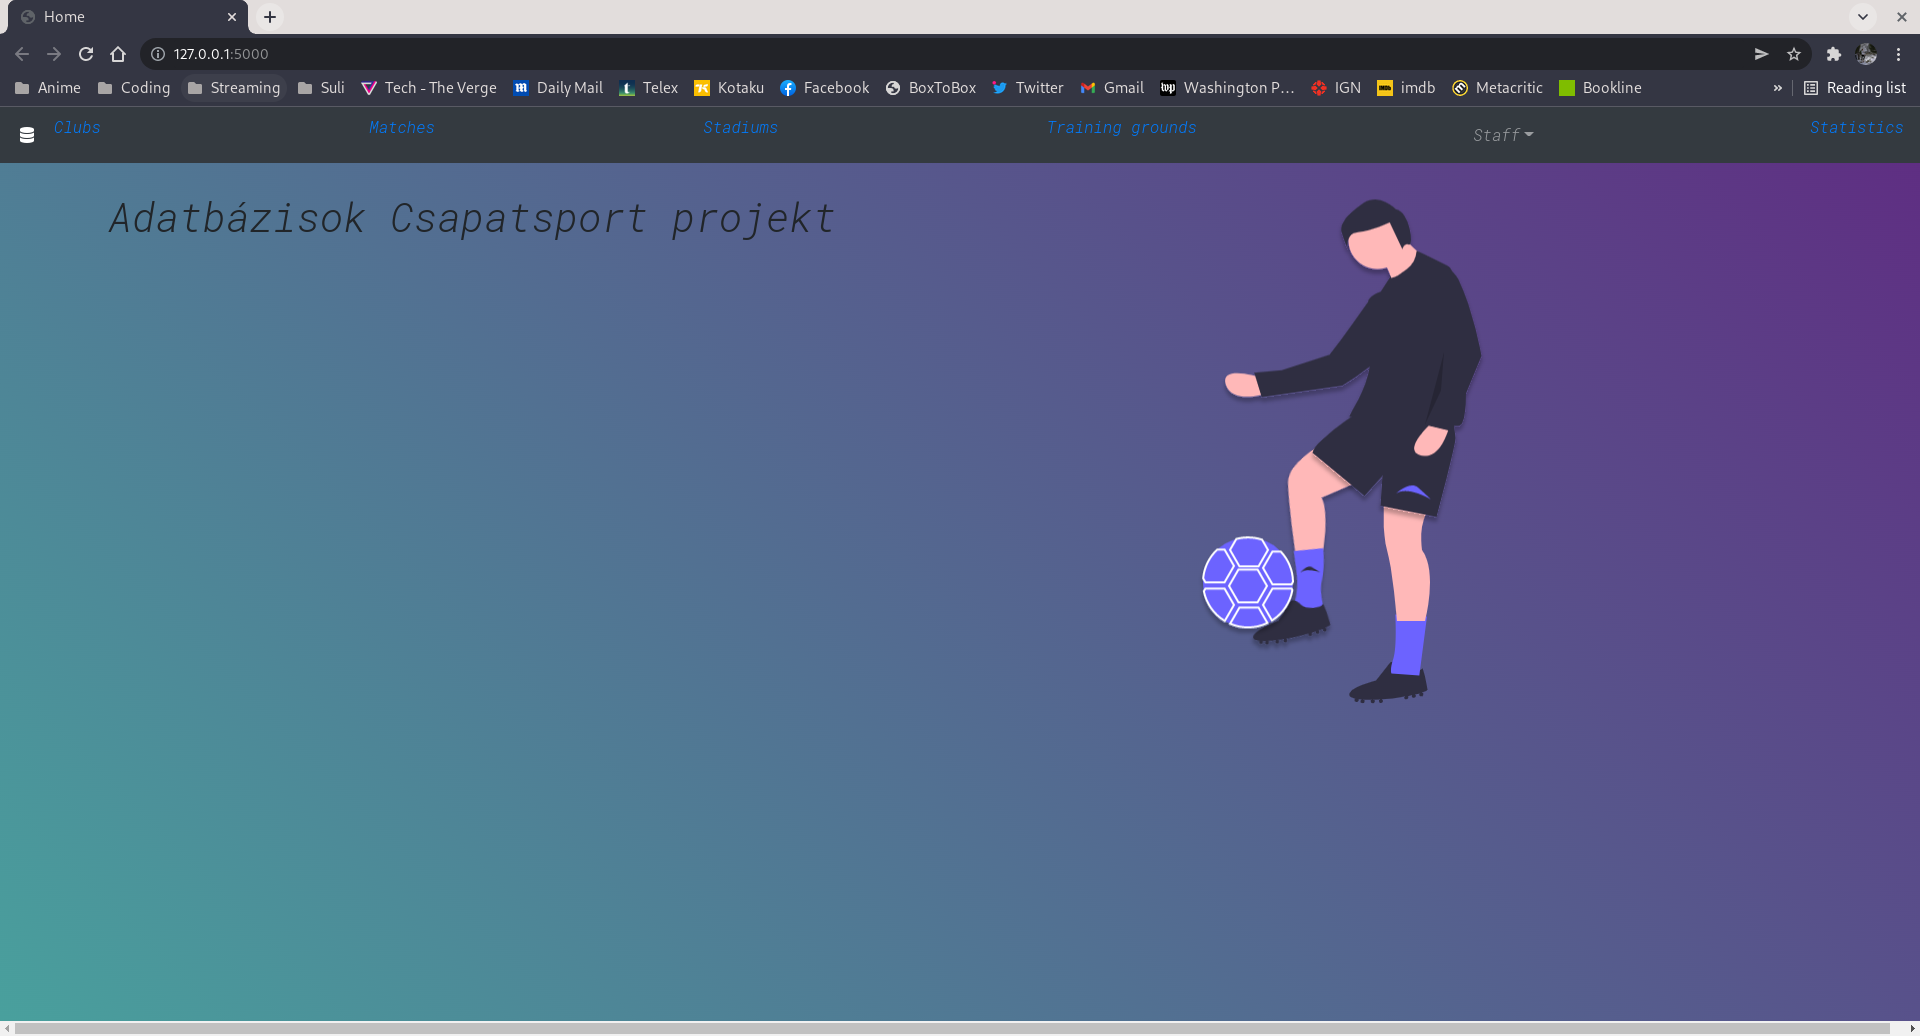 Home
127.0.0.1:5000
Anime Coding Streaming Suli Tech - The Verge Daily Mail Telex Kotaku Facebook BoxToBox Twitter Gmail Washington P... IGN imdb Metacritic Bookline » Reading list
Clubs Matches Stadiums Training grounds Staff Statistics
Adatbázisok Csapatsport projekt